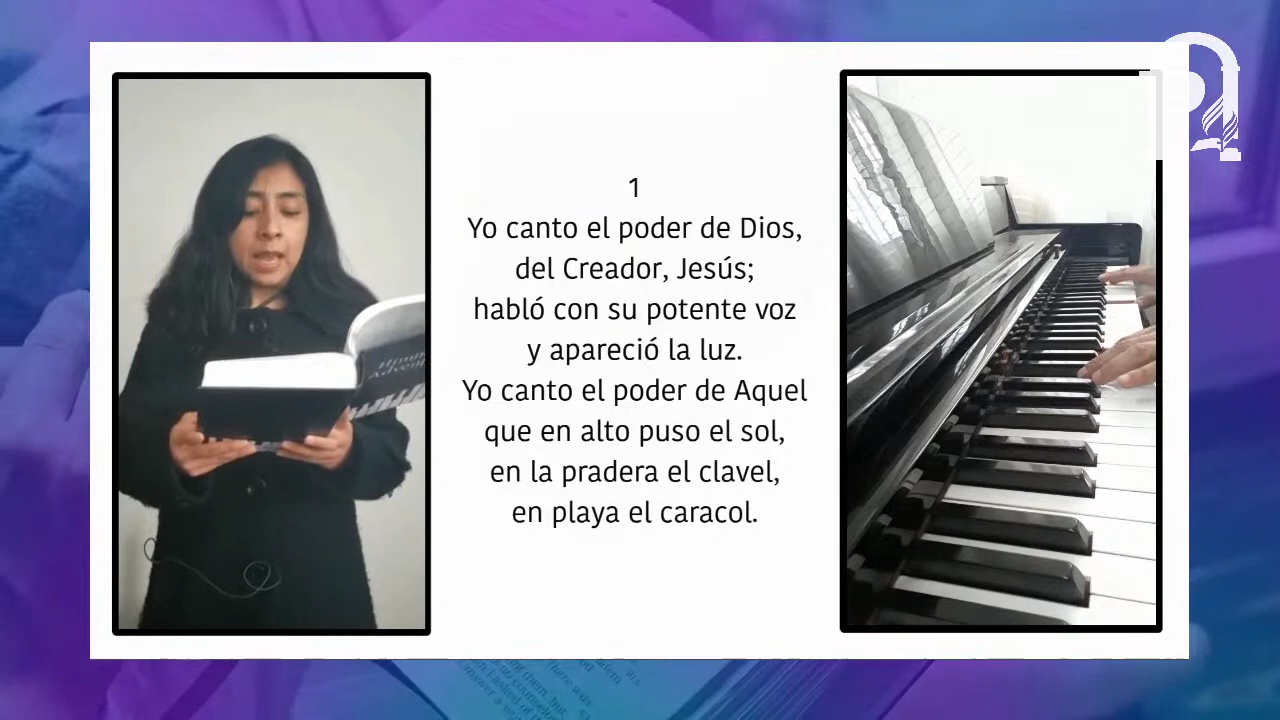 1
Yo canto el poder de Dios,
del Creador, Jesús;
habló con su potente voz
y apareció la luz.
Yo canto el poder de Aquel
que en alto puso el sol,
en la pradera el clavel,
en playa el caracol.